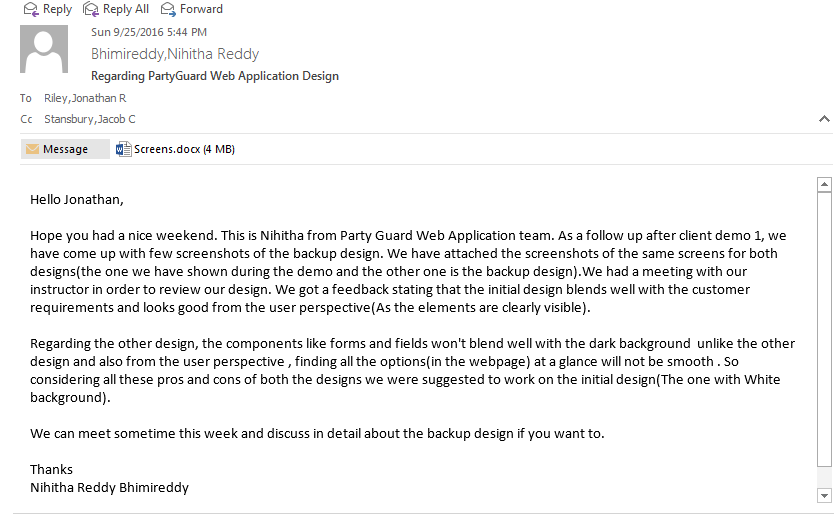 Reply Reply All Forward
Sun 9/25/2016 5:44 PM
Bhimireddy,Nihitha Reddy
Regarding PartyGuard Web Application Design
To Riley,Jonathan R
Cc Stansbury,Jacob C
Message Screens.docx (4 MB)
Hello Jonathan,
Hope you had a nice weekend. This is Nihitha from Party Guard Web Application team. As a follow up after client demo 1, we
have come up with few screenshots of the backup design. We have attached the screenshots of the same screens for both
designs(the one we have shown during the demo and the other one is the backup design).We had a meeting with our
instructor in order to review our design. We got a feedback stating that the initial design blends well with the customer
requirements and looks good from the user perspective(As the elements are clearly visible).
Regarding the other design, the components like forms and fields won't blend well with the dark background  unlike the other
design and also from the user perspective , finding all the options(in the webpage) at a glance will not be smooth . So
considering all these pros and cons of both the designs we were suggested to work on the initial design(The one with White
background).
We can meet sometime this week and discuss in detail about the backup design if you want to.
Thanks
Nihitha Reddy Bhimireddy